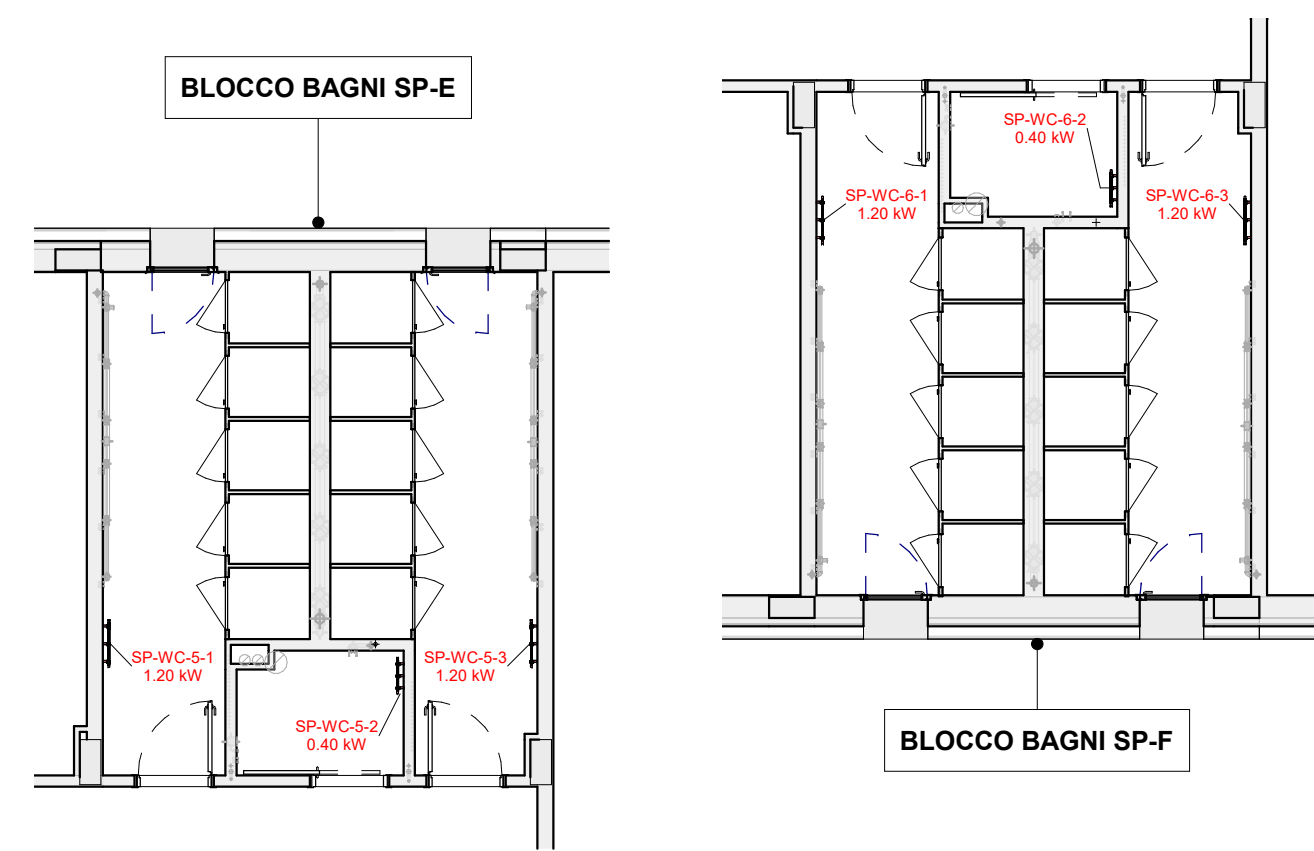 BLOCCO BAGNI SP-E
SP-WC-5-1
1.20 kW
SP-WC-5-3
1.20 kW
SP-WC-5-2
0.40 kW
SP-WC-6-2
0.40 kW
SP-WC-6-1
1.20 kW
SP-WC-6-3
1.20 kW
BLOCCO BAGNI SP-F